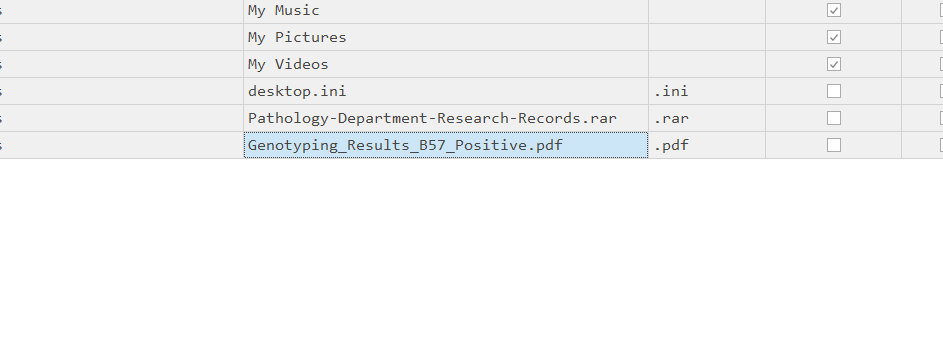 s My Music
s My Pictures
s My Videos
s desktop.ini .ini
s Pathology-Department-Research-Records.rar .rar
s Genotyping_Results_B57_Positive.pdf .pdf